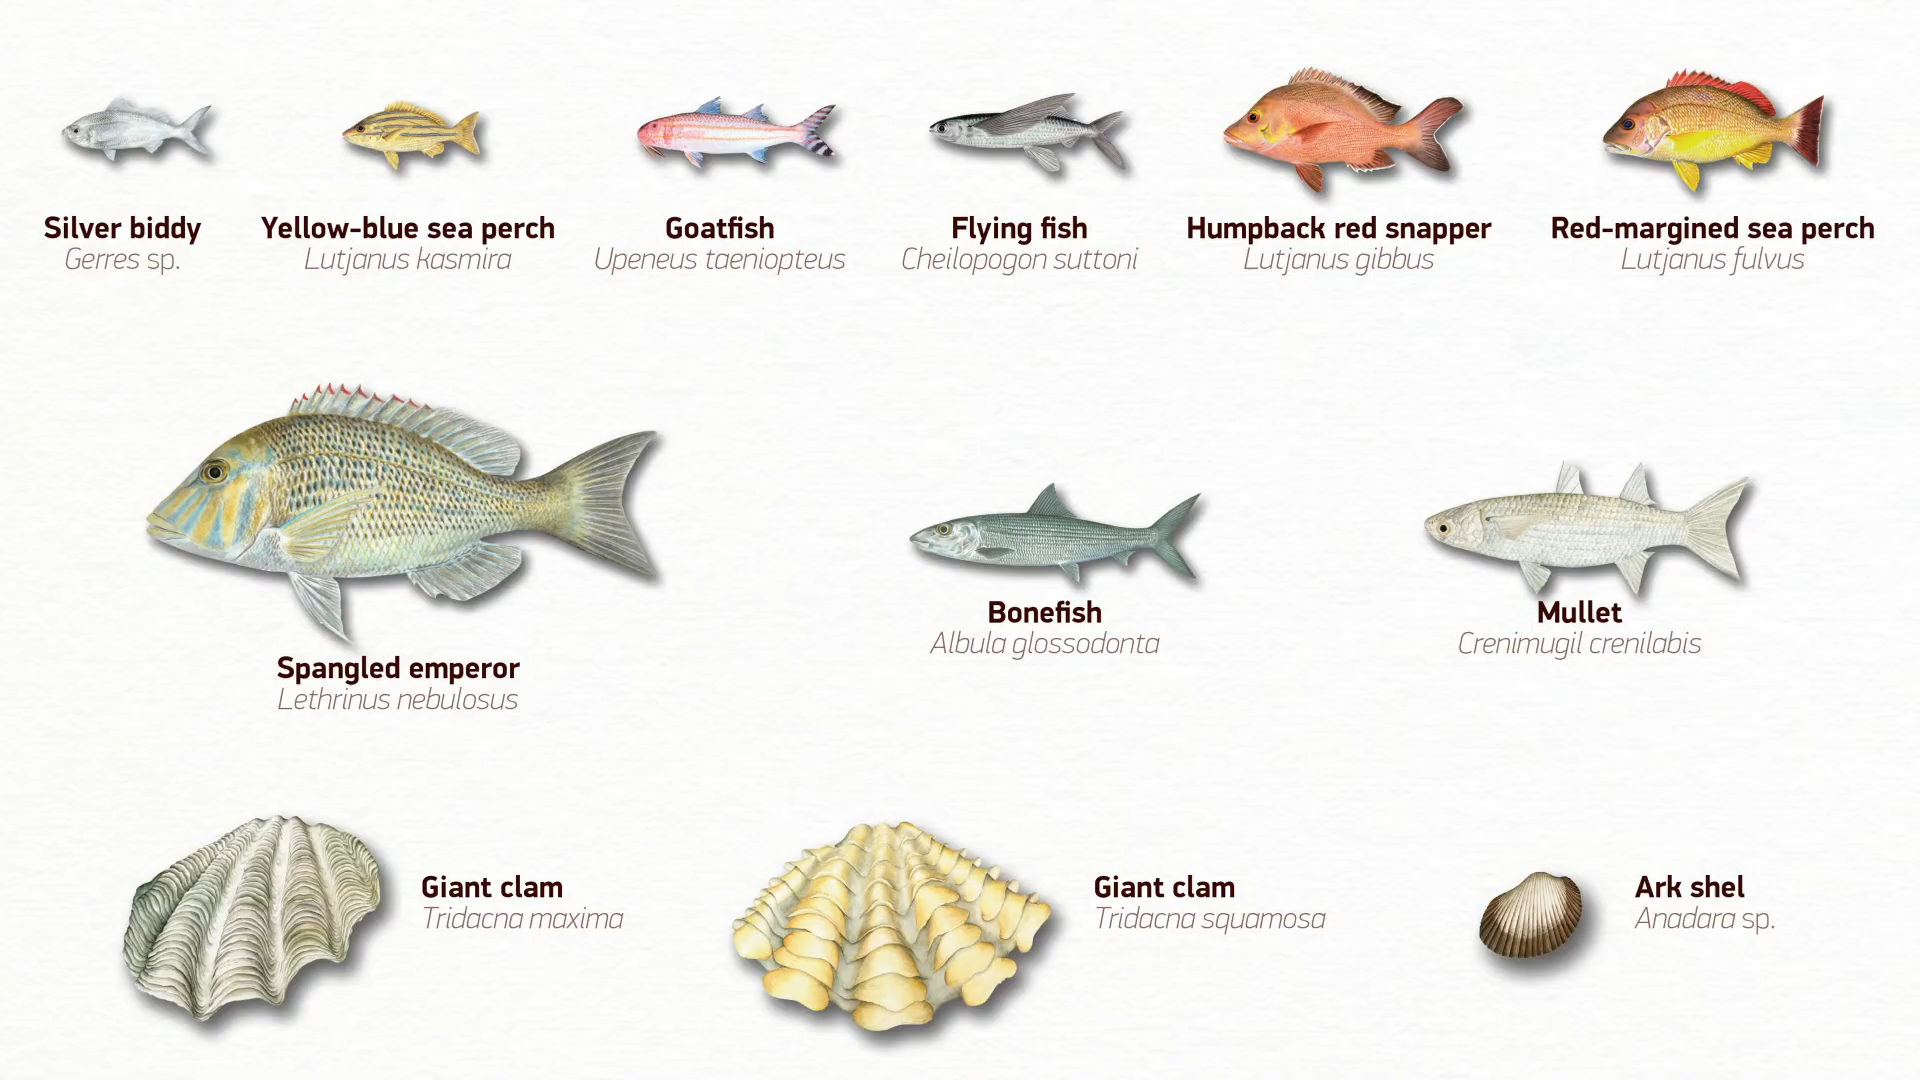 Silver biddy
Gerres sp.
Yellow-blue sea perch
Lutjanus kasmira
Goatfish
Upeneus taeniopteus
Flying fish
Cheilopogon suttoni
Humpback red snapper
Lutjanus gibbus
Red-margined sea perch
Lutjanus fulvus
Spangled emperor
Lethrinus nebulosus
Bonefish
Albula glossodonta
Mullet
Crenimugil crenilabis
Giant clam
Tridacna maxima
Giant clam
Tridacna squamosa
Ark shel
Anadara sp.